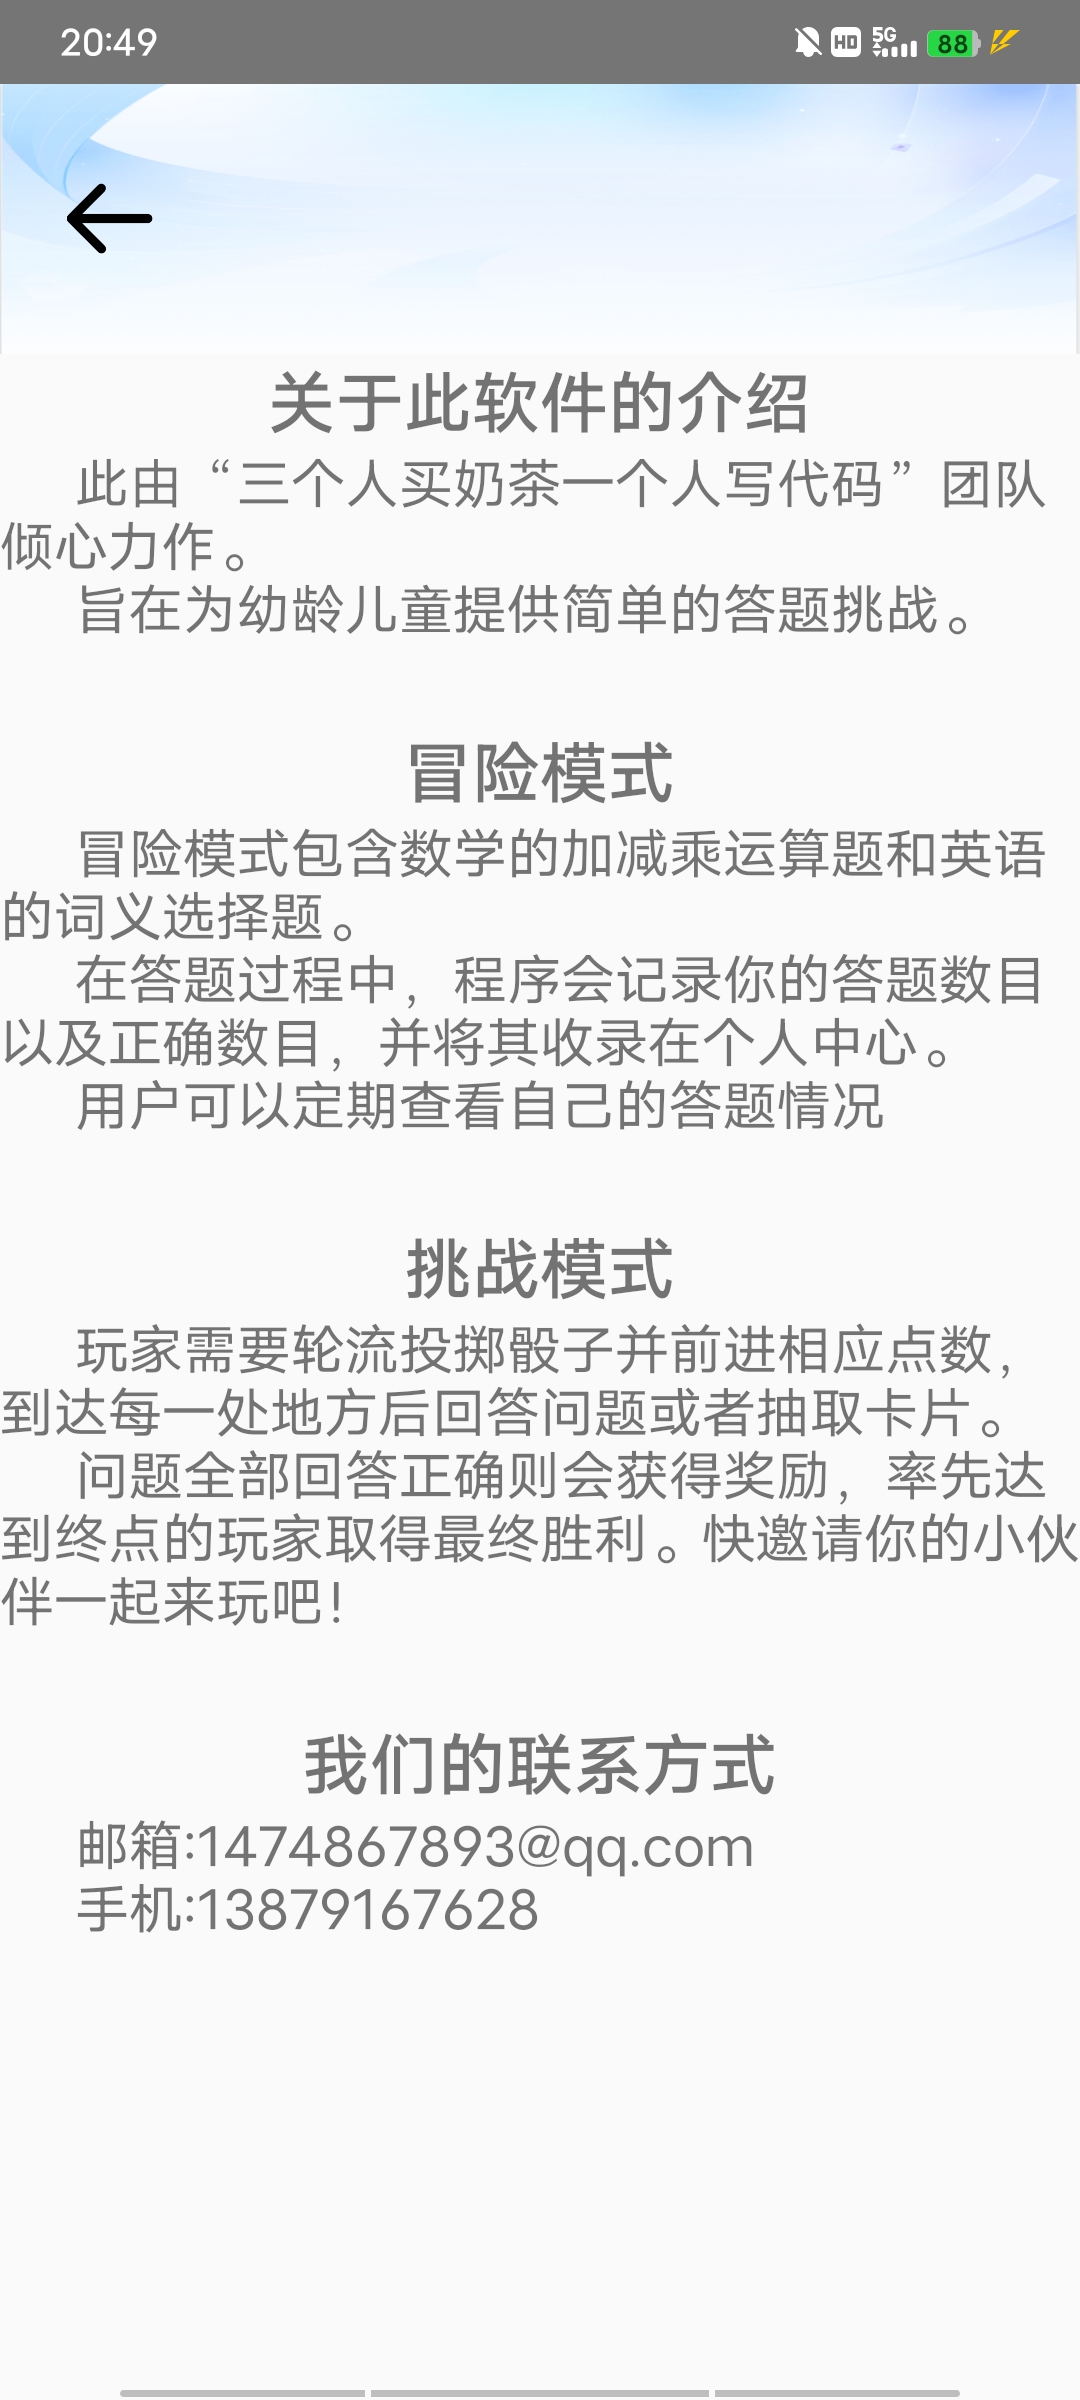 20:49
HD 5G 88
关于此软件的介绍
此由“三个人买奶茶一个人写代码”团队
倾心力作。
旨在为幼龄儿童提供简单的答题挑战。
冒险模式
冒险模式包含数学的加减乘运算题和英语
的词义选择题。
在答题过程中，程序会记录你的答题数目
以及正确数目，并将其收录在个人中心。
用户可以定期查看自己的答题情况
挑战模式
玩家需要轮流投掷骰子并前进相应点数，
到达每一处地方后回答问题或者抽取卡片。
问题全部回答正确则会获得奖励，率先达
到终点的玩家取得最终胜利。快邀请你的小伙
伴一起来玩吧！
我们的联系方式
邮箱:1474867893@qq.com
手机:13879167628